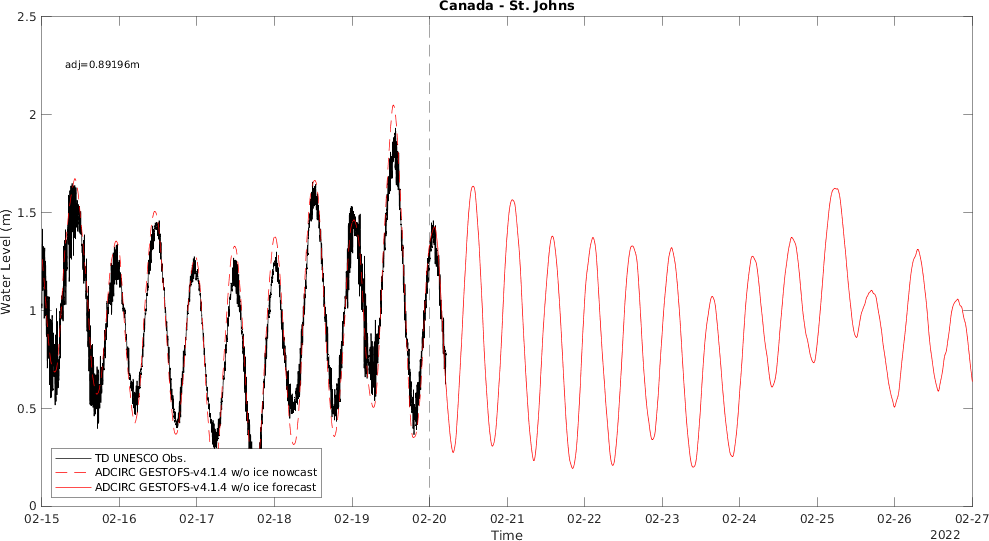 Canada - St. Johns
2.5
adj=0.89196m
2
1.5
Water Level (m)
1
0.5
TD UNESCO Obs.
ADCIRC GESTOFS-v4.1.4 w/o ice nowcast
ADCIRC GESTOFS-v4.1.4 w/o ice forecast
0
02-15 02-16 02-17 02-18 02-19 02-20 02-21 02-22 02-23 02-24 02-25 02-26 02-27
Time
2022